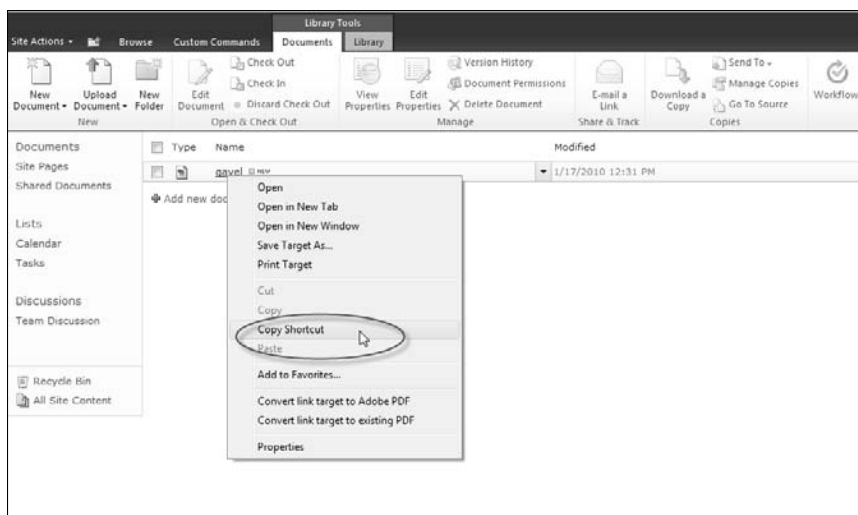 Library Tools
Site Actions Browse Custom Commands Documents Library
New Document
Upload Document
New Folder
New
Edit Document
Check Out
Check In
Discard Check Out
Open & Check Out
View Properties
Edit Properties
Version History
Document Permissions
Delete Document
Manage
E-mail a Link
Share & Track
Download a Copy
Send To
Manage Copies
Go To Source
Copies
Workflow
Documents
Site Pages
Shared Documents
Lists
Calendar
Tasks
Discussions
Team Discussion
Recycle Bin
All Site Content
Type Name Modified
gavel NEW 1/17/2010 12:31 PM
Add new doc
Open
Open in New Tab
Open in New Window
Save Target As...
Print Target
Cut
Copy
Copy Shortcut
Paste
Add to Favorites...
Convert link target to Adobe PDF
Convert link target to existing PDF
Properties